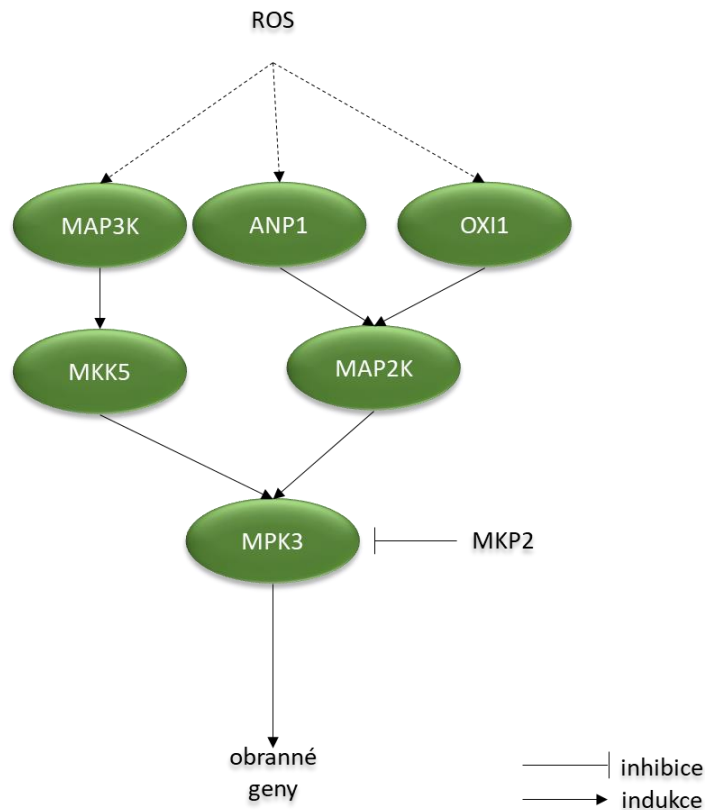 ROS
MAP3K
ANP1
OXI1
MKK5
MAP2K
MPK3
MKP2
obranné
geny
inhibice
indukce